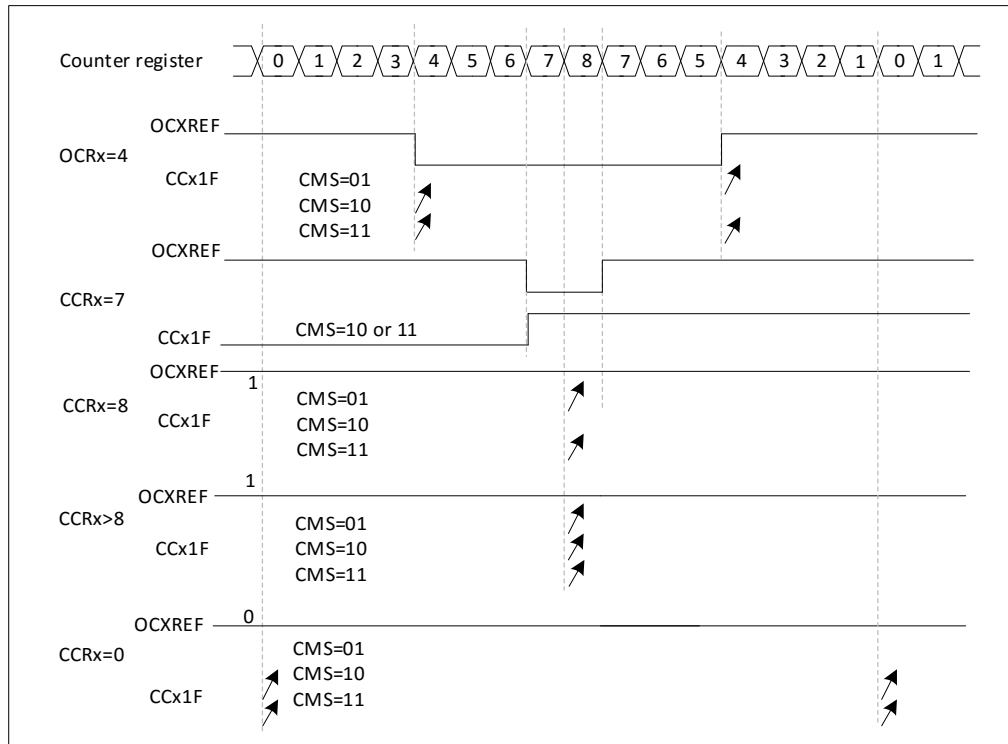 Counter register 0 1 2 3 4 5 6 7 8 7 6 5 4 3 2 1 0 1
OCXREF
OCRx=4
CCx1F CMS=01
CMS=10
CMS=11
OCXREF
CCRx=7
CCx1F CMS=10 or 11
OCXREF
1
CCRx=8 CMS=01
CCx1F CMS=10
CMS=11
1
OCXREF
CCRx>8 CMS=01
CCx1F CMS=10
CMS=11
OCXREF 0
CCRx=0 CMS=01
CMS=10
CCx1F CMS=11